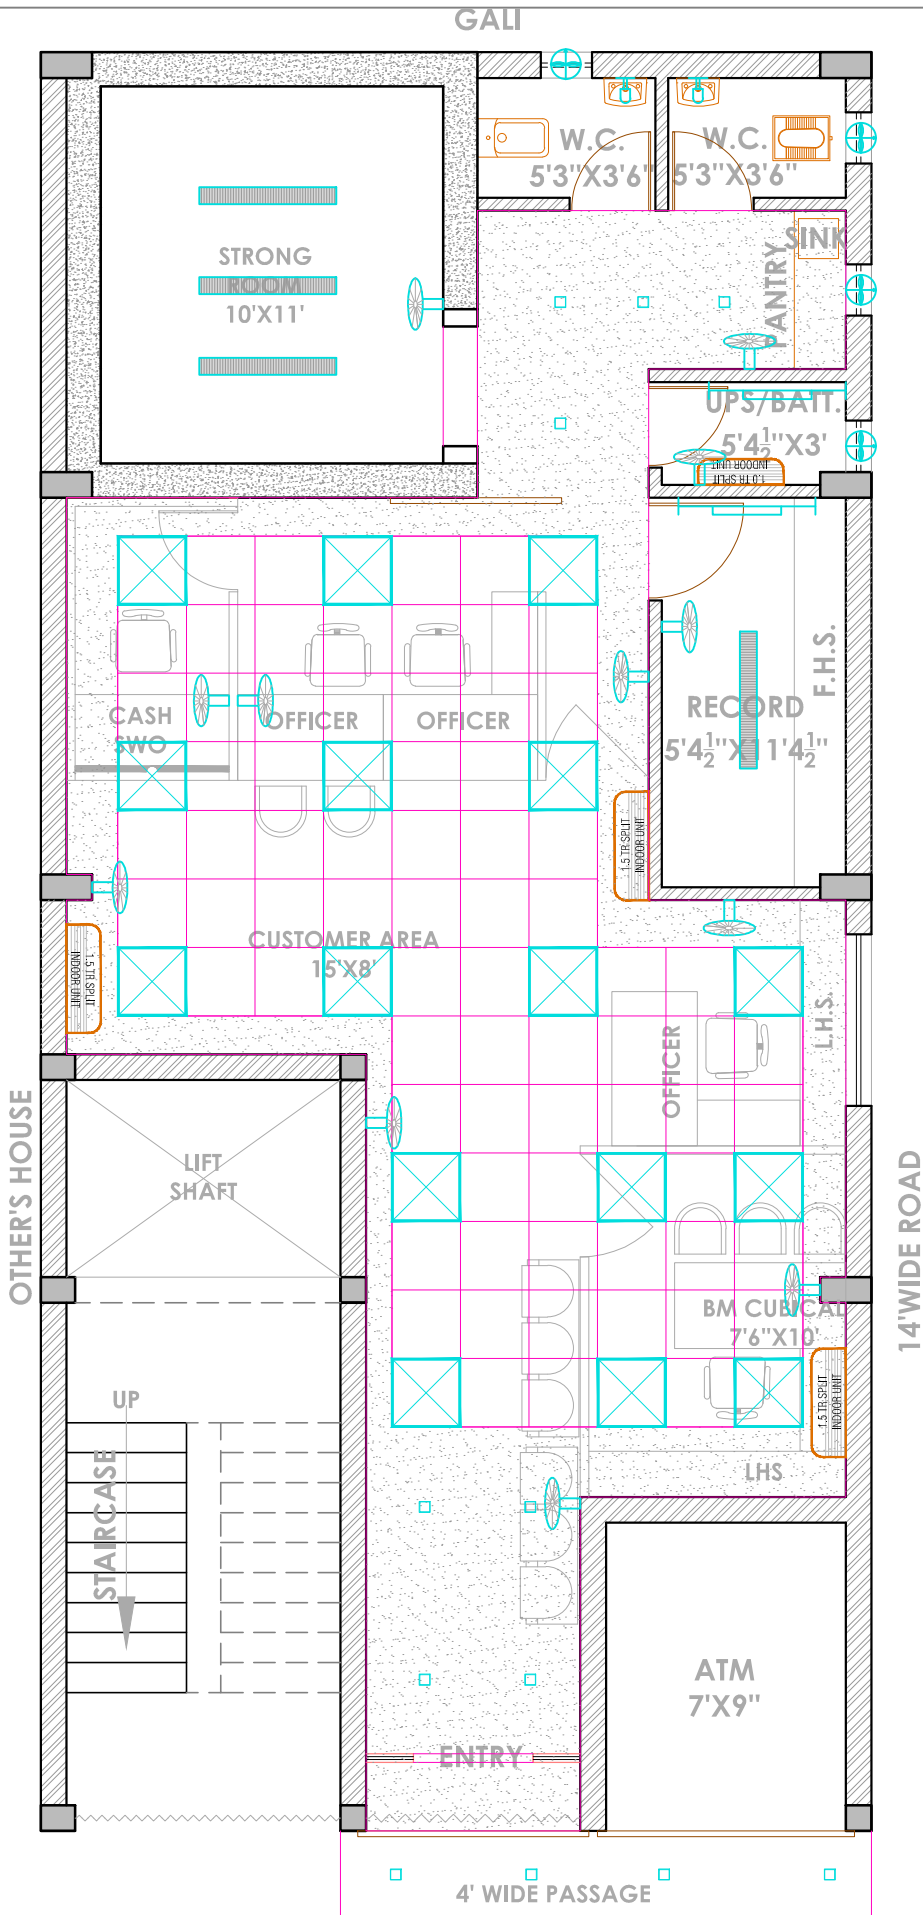 GALI
W.C.
5'3"X3'6"
W.C.
5'3"X3'6"
SINK
PANTRY
STRONG
ROOM
10'X11'
UPS/BATT.
5'4½"X3'
1.0 TR SPLIT
INDOOR UNIT
F.H.S.
RECORD
5'4½"X11'4½"
CASH
SWO
OFFICER
OFFICER
1.5 TR SPLIT
INDOOR UNIT
CUSTOMER AREA
15'X8'
1.5 TR SPLIT
INDOOR UNIT
L.H.S.
OFFICER
OTHER'S HOUSE
LIFT
SHAFT
14'WIDE ROAD
BM CUBICAL
7'6"X10'
1.5 TR SPLIT
INDOOR UNIT
UP
STAIRCASE
LHS
ATM
7'X9"
ENTRY
4' WIDE PASSAGE